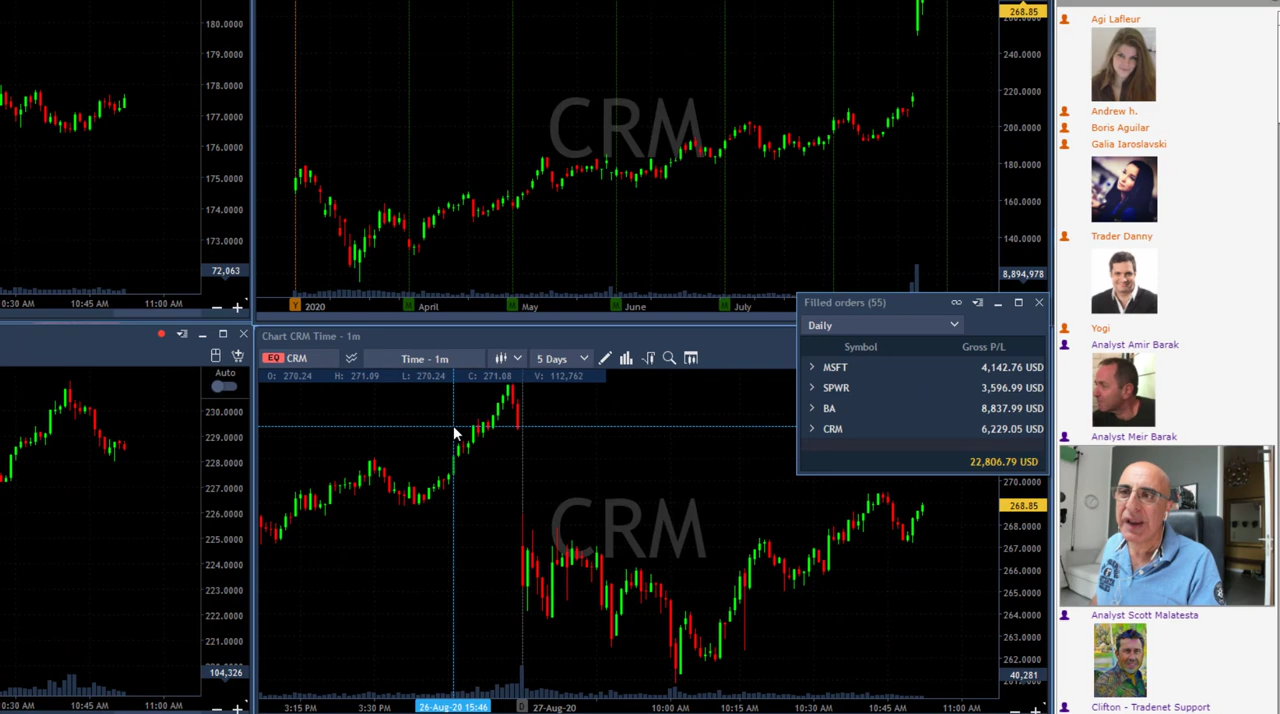 180.0000
179.0000
178.0000
177.0000
176.0000
175.0000
174.0000
173.0000
72,063
0:30 AM 10:45 AM 11:00 AM
CRM
268.85
240.0000
220.0000
200.0000
180.0000
160.0000
140.0000
8,894,978
Y 2020 M April M May M June M July
Auto
230.0000
229.0000
228.0000
227.0000
226.0000
225.0000
224.0000
223.0000
222.0000
221.0000
104,326
0:30 AM 10:45 AM 11:00 AM
Chart CRM Time - 1m
EQ CRM Time - 1m 5 Days
O: 270.24 H: 271.09 L: 270.24 C: 271.08 V: 112,762
CRM
270.0000
268.85
268.0000
267.0000
266.0000
265.0000
264.0000
263.0000
262.0000
40,281
3:15 PM 3:30 PM 26-Aug-20 15:46 D 27-Aug-20 10:00 AM 10:15 AM 10:30 AM 10:45 AM 11:00 AM
Filled orders (55)
Daily
Symbol Gross P/L
MSFT 4,142.76 USD
SPWR 3,596.99 USD
BA 8,837.99 USD
CRM 6,229.05 USD
22,806.79 USD
Agi Lafleur
Andrew h.
Boris Aguilar
Galia Iaroslavski
Trader Danny
Yogi
Analyst Amir Barak
Analyst Meir Barak
Analyst Scott Malatesta
Clifton - Tradenet Support